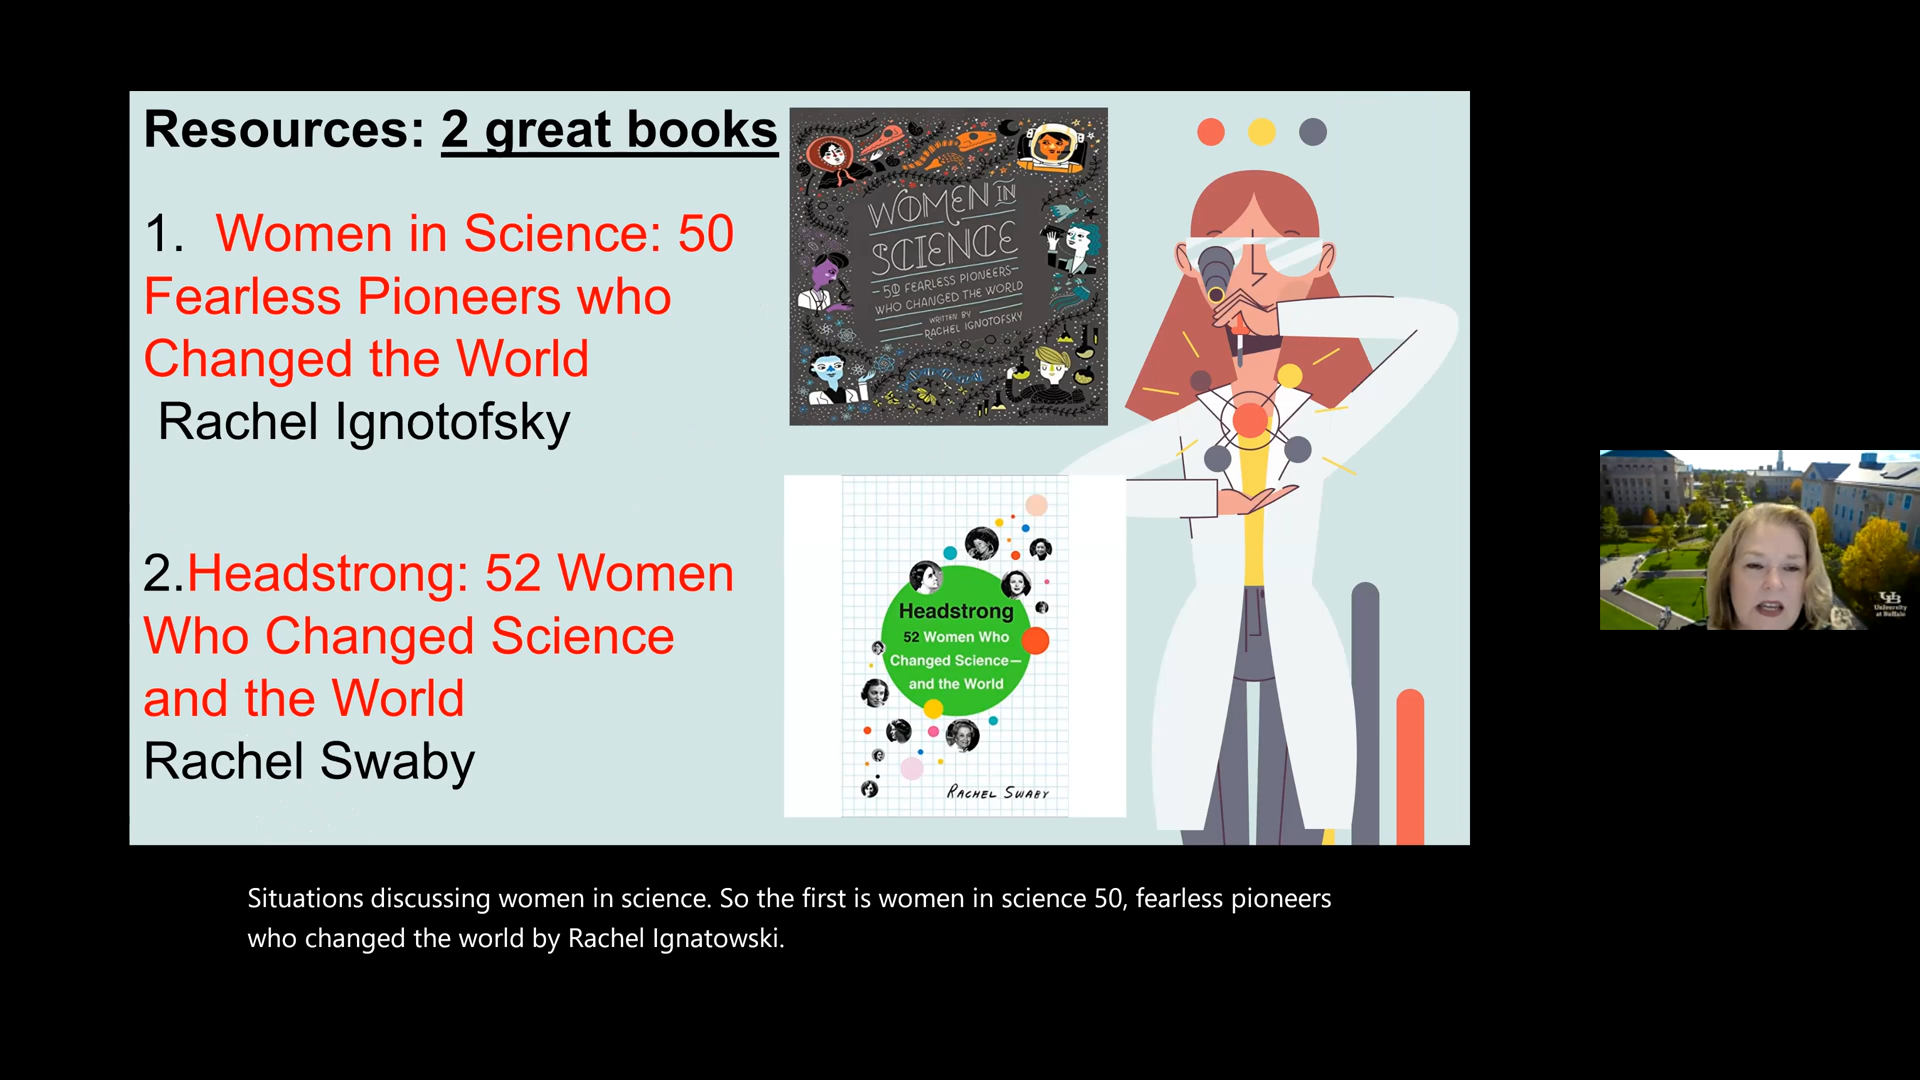 Resources: 2 great books
1. Women in Science: 50
Fearless Pioneers who
Changed the World
Rachel Ignotofsky
2.Headstrong: 52 Women
Who Changed Science
and the World
Rachel Swaby
WOMEN IN
SCIENCE
50 FEARLESS PIONEERS
WHO CHANGED THE WORLD
WRITTEN BY
RACHEL IGNOTOFSKY
Headstrong
52 Women Who
Changed Science—
and the World
RACHEL SWABY
UB
University
at Buffalo
Situations discussing women in science. So the first is women in science 50, fearless pioneers
who changed the world by Rachel Ignatowski.